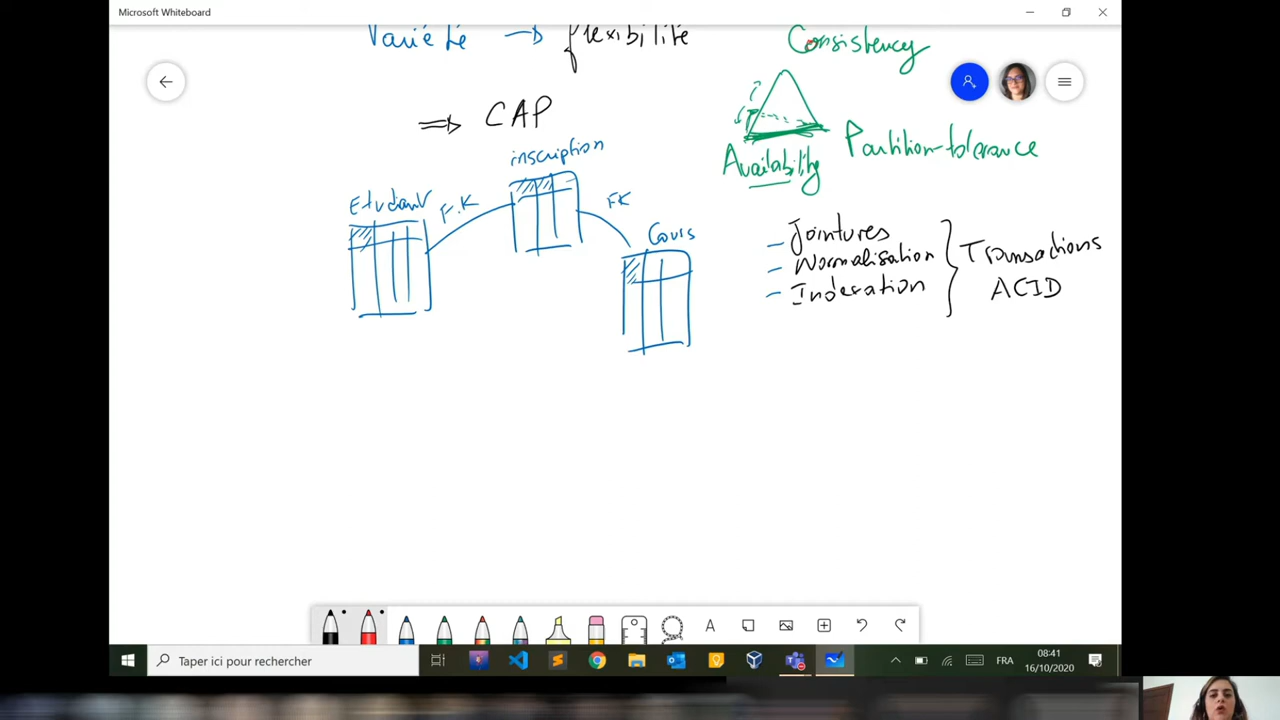 Microsoft Whiteboard
Variété → flexibilité
Consistency
⇒ CAP
Availability
Partition-tolerance
inscription
Etudiant
F.K
FK
Cours
- Jointures
- Normalisation
- Indexation
Transactions
ACID
A
Taper ici pour rechercher
FRA
08:41
16/10/2020